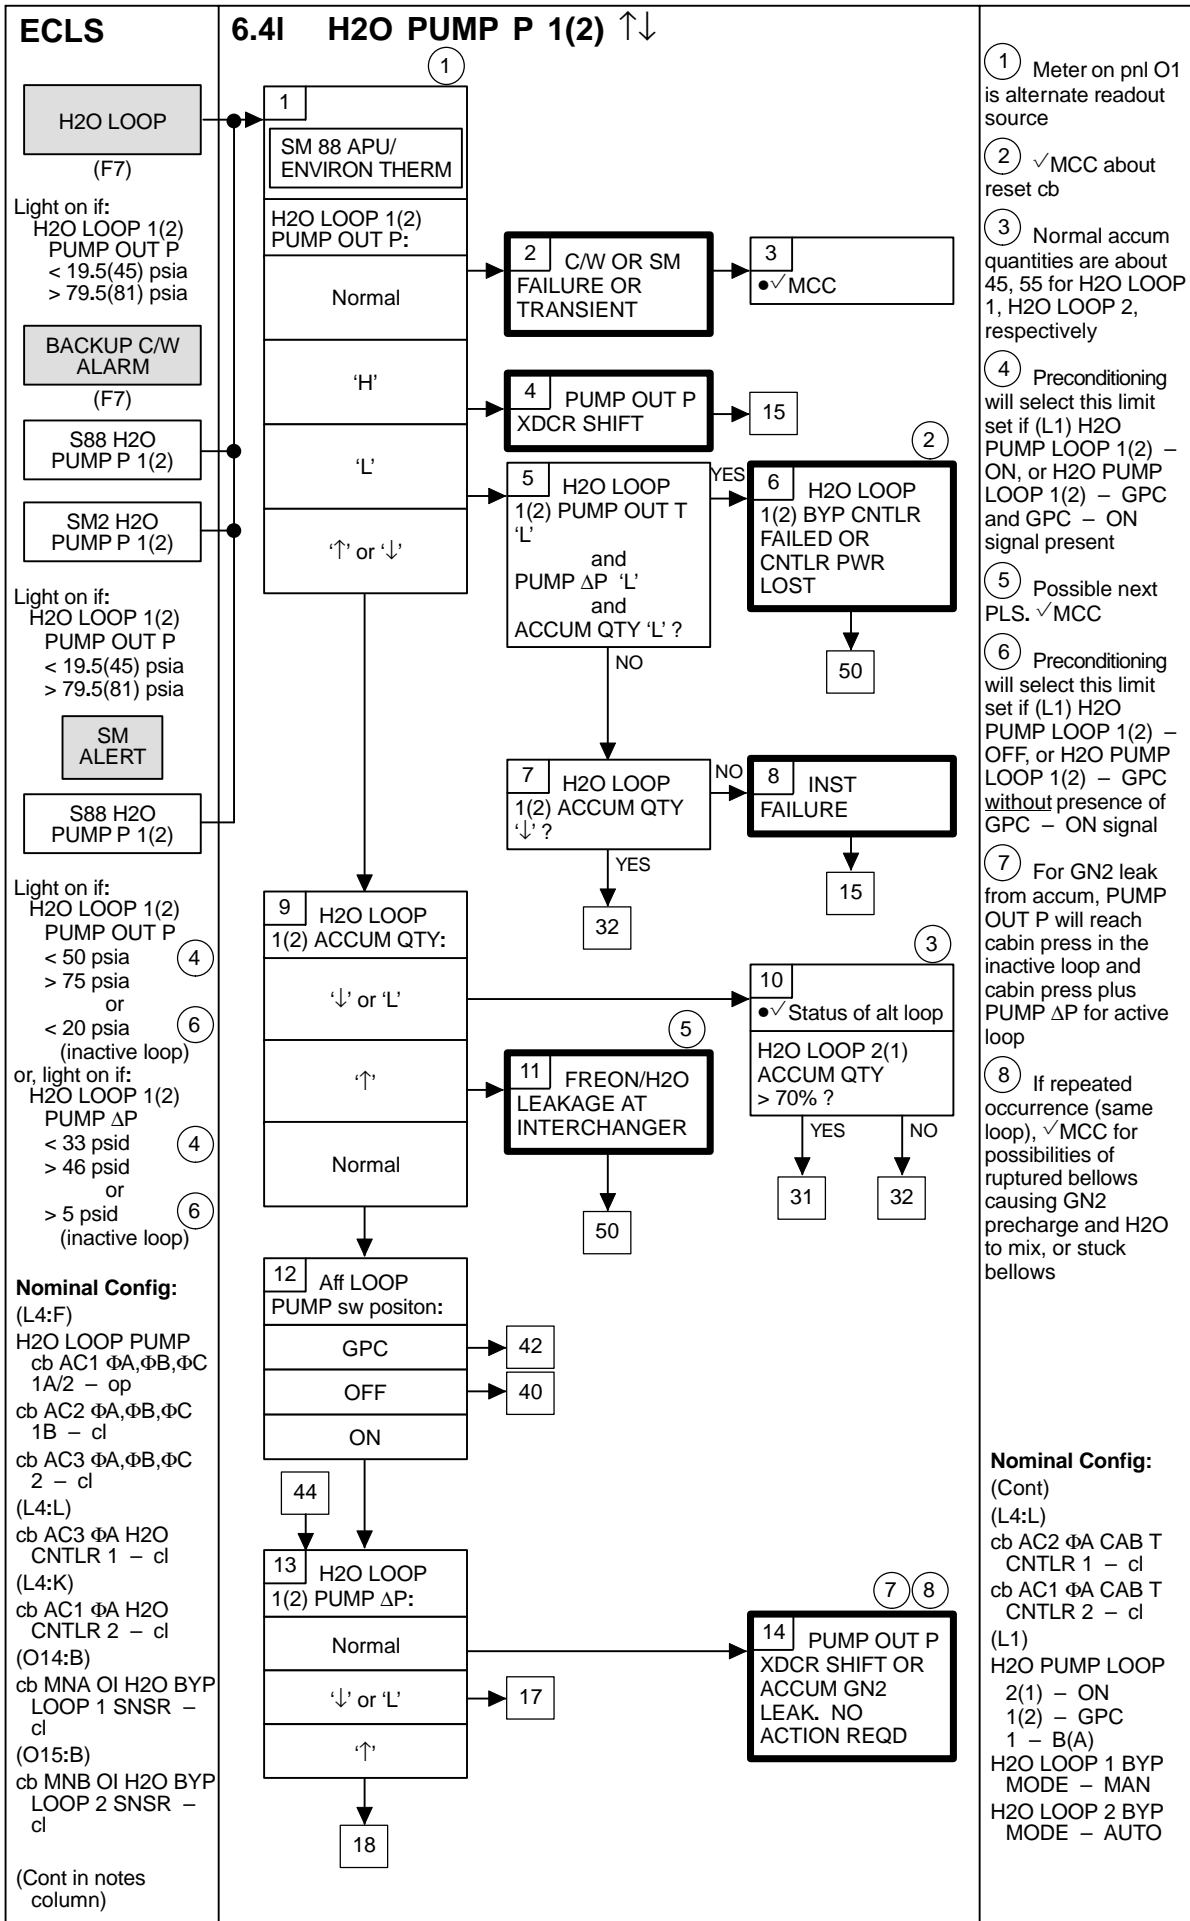 ECLS
6.4I H2O PUMP P 1(2) ↑↓
H2O LOOP
(F7)
Light on if:
H2O LOOP 1(2)
PUMP OUT P
< 19.5(45) psia
> 79.5(81) psia
BACKUP C/W
ALARM
(F7)
S88 H2O
PUMP P 1(2)
SM2 H2O
PUMP P 1(2)
Light on if:
H2O LOOP 1(2)
PUMP OUT P
< 19.5(45) psia
> 79.5(81) psia
SM
ALERT
S88 H2O
PUMP P 1(2)
Light on if:
H2O LOOP 1(2)
PUMP OUT P
< 50 psia
4
> 75 psia
or
< 20 psia
6
(inactive loop)
or, light on if:
H2O LOOP 1(2)
PUMP ΔP
< 33 psid
4
> 46 psid
or
> 5 psid
6
(inactive loop)
Nominal Config:
(L4:F)
H2O LOOP PUMP
cb AC1 ΦA,ΦB,ΦC
1A/2 – op
cb AC2 ΦA,ΦB,ΦC
1B – cl
cb AC3 ΦA,ΦB,ΦC
2 – cl
(L4:L)
cb AC3 ΦA H2O
CNTLR 1 – cl
(L4:K)
cb AC1 ΦA H2O
CNTLR 2 – cl
(O14:B)
cb MNA OI H2O BYP
LOOP 1 SNSR –
cl
(O15:B)
cb MNB OI H2O BYP
LOOP 2 SNSR –
cl
(Cont in notes
column)
1
1
SM 88 APU/
ENVIRON THERM
H2O LOOP 1(2)
PUMP OUT P:
Normal
‘H’
‘L’
‘↑’ or ‘↓’
2 C/W OR SM
FAILURE OR
TRANSIENT
3
●√MCC
4 PUMP OUT P
XDCR SHIFT
15
5 H2O LOOP
1(2) PUMP OUT T
‘L’
and
PUMP ΔP ‘L’
and
ACCUM QTY ‘L’ ?
YES
2
6 H2O LOOP
1(2) BYP CNTLR
FAILED OR
CNTLR PWR
LOST
50
NO
7 H2O LOOP
1(2) ACCUM QTY
‘↓’ ?
NO
8 INST
FAILURE
15
YES
32
9 H2O LOOP
1(2) ACCUM QTY:
‘↓’ or ‘L’
‘↑’
Normal
3
10
●√Status of alt loop
H2O LOOP 2(1)
ACCUM QTY
> 70% ?
YES
NO
31
32
5
11 FREON/H2O
LEAKAGE AT
INTERCHANGER
50
12 Aff LOOP
PUMP sw positon:
GPC
42
OFF
40
ON
44
13 H2O LOOP
1(2) PUMP ΔP:
Normal
‘↓’ or ‘L’
17
‘↑’
18
7 8
14 PUMP OUT P
XDCR SHIFT OR
ACCUM GN2
LEAK. NO
ACTION REQD
1 Meter on pnl O1
is alternate readout
source
2 √MCC about
reset cb
3 Normal accum
quantities are about
45, 55 for H2O LOOP
1, H2O LOOP 2,
respectively
4 Preconditioning
will select this limit
set if (L1) H2O
PUMP LOOP 1(2) –
ON, or H2O PUMP
LOOP 1(2) – GPC
and GPC – ON
signal present
5 Possible next
PLS. √MCC
6 Preconditioning
will select this limit
set if (L1) H2O
PUMP LOOP 1(2) –
OFF, or H2O PUMP
LOOP 1(2) – GPC
without presence of
GPC – ON signal
7 For GN2 leak
from accum, PUMP
OUT P will reach
cabin press in the
inactive loop and
cabin press plus
PUMP ΔP for active
loop
8 If repeated
occurrence (same
loop), √MCC for
possibilities of
ruptured bellows
causing GN2
precharge and H2O
to mix, or stuck
bellows
Nominal Config:
(Cont)
(L4:L)
cb AC2 ΦA CAB T
CNTLR 1 – cl
cb AC1 ΦA CAB T
CNTLR 2 – cl
(L1)
H2O PUMP LOOP
2(1) – ON
1(2) – GPC
1 – B(A)
H2O LOOP 1 BYP
MODE – MAN
H2O LOOP 2 BYP
MODE – AUTO